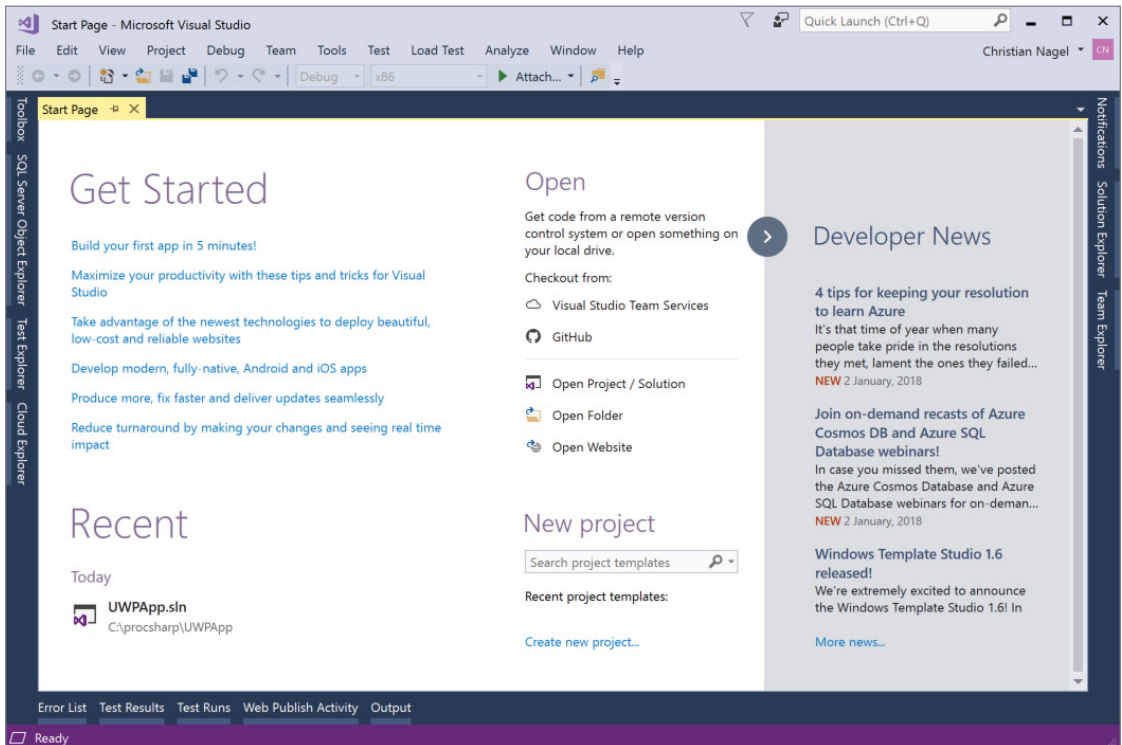 Start Page - Microsoft Visual Studio
Quick Launch (Ctrl+Q)
File Edit View Project Debug Team Tools Test Load Test Analyze Window Help
Christian Nagel
CN
Debug x86 Attach...
Toolbox
SQL Server Object Explorer
Test Explorer
Cloud Explorer
Start Page
Get Started
Build your first app in 5 minutes!
Maximize your productivity with these tips and tricks for Visual
Studio
Take advantage of the newest technologies to deploy beautiful,
low-cost and reliable websites
Develop modern, fully-native, Android and iOS apps
Produce more, fix faster and deliver updates seamlessly
Reduce turnaround by making your changes and seeing real time
impact
Recent
Today
UWPApp.sln
C:\procsharp\UWPApp
Open
Get code from a remote version
control system or open something on
your local drive.
Checkout from:
Visual Studio Team Services
GitHub
Open Project / Solution
Open Folder
Open Website
New project
Search project templates
Recent project templates:
Create new project...
Developer News
4 tips for keeping your resolution
to learn Azure
It's that time of year when many
people take pride in the resolutions
they met, lament the ones they failed...
NEW 2 January, 2018
Join on-demand recasts of Azure
Cosmos DB and Azure SQL
Database webinars!
In case you missed them, we've posted
the Azure Cosmos Database and Azure
SQL Database webinars for on-deman...
NEW 2 January, 2018
Windows Template Studio 1.6
released!
We're extremely excited to announce
the Windows Template Studio 1.6! In
More news...
Notifications
Solution Explorer
Team Explorer
Error List Test Results Test Runs Web Publish Activity Output
Ready